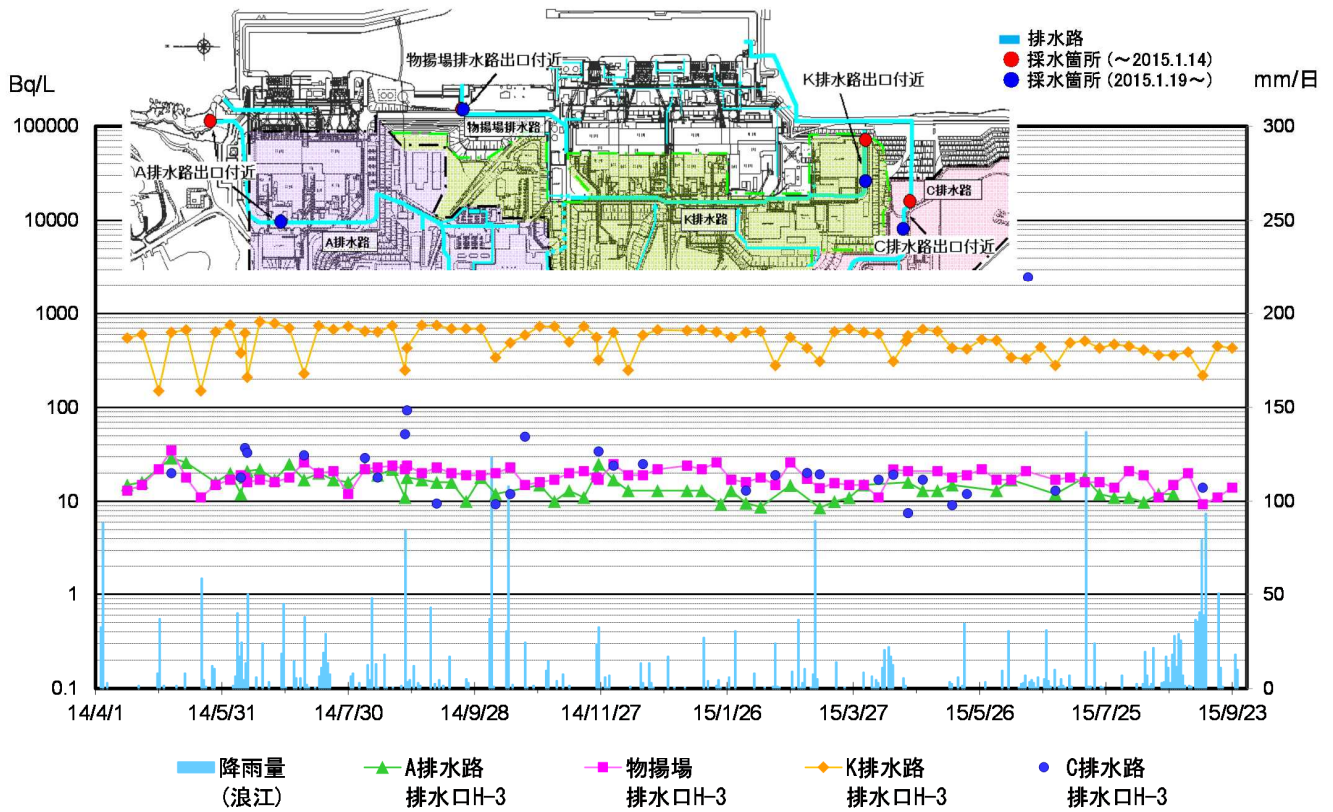 Bq/L
mm/日
排水路
採水箇所(～2015.1.14)
採水箇所(2015.1.19～)
物揚場排水路出口付近
K排水路出口付近
物揚場排水路
A排水路出口付近
A排水路
K排水路
C排水路
C排水路出口付近
100000
10000
1000
100
10
1
0.1
300
250
200
150
100
50
0
14/4/1
14/5/31
14/7/30
14/9/28
14/11/27
15/1/26
15/3/27
15/5/26
15/7/25
15/9/23
降雨量
(浪江)
A排水路
排水口H-3
物揚場
排水口H-3
K排水路
排水口H-3
C排水路
排水口H-3